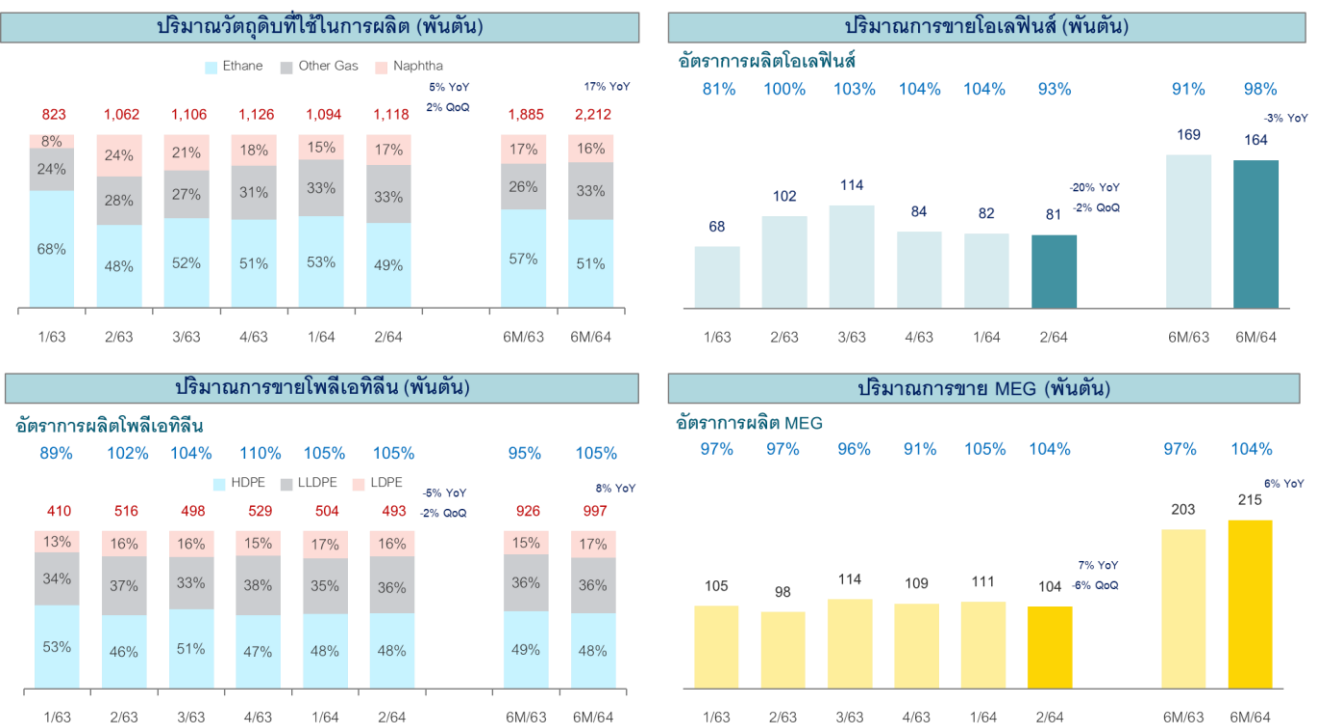 ปริมาณวัตถุดิบที่ใช้ในการผลิต (พันตัน)
Ethane Other Gas Naphtha
5% YoY 17% YoY
2% QoQ
823 1,062 1,106 1,126 1,094 1,118 1,885 2,212
8% 24% 21% 18% 15% 17% 17% 16%
24% 28% 27% 31% 33% 33% 26% 33%
68% 48% 52% 51% 53% 49% 57% 51%
1/63 2/63 3/63 4/63 1/64 2/64 6M/63 6M/64
ปริมาณการขายโอเลฟินส์ (พันตัน)
อัตราการผลิตโอเลฟินส์
81% 100% 103% 104% 104% 93% 91% 98%
-3% YoY
68 102 114 84 82 81 169 164
-20% YoY
-2% QoQ
1/63 2/63 3/63 4/63 1/64 2/64 6M/63 6M/64
ปริมาณการขายโพลีเอทิลีน (พันตัน)
อัตราการผลิตโพลีเอทิลีน
89% 102% 104% 110% 105% 105% 95% 105%
HDPE LLDPE LDPE
-5% YoY 8% YoY
410 516 498 529 504 493 -2% QoQ 926 997
13% 16% 16% 15% 17% 16% 15% 17%
34% 37% 33% 38% 35% 36% 36% 36%
53% 46% 51% 47% 48% 48% 49% 48%
1/63 2/63 3/63 4/63 1/64 2/64 6M/63 6M/64
ปริมาณการขาย MEG (พันตัน)
อัตราการผลิต MEG
97% 97% 96% 91% 105% 104% 97% 104%
6% YoY
203 215
7% YoY
105 98 114 109 111 104 -6% QoQ
1/63 2/63 3/63 4/63 1/64 2/64 6M/63 6M/64